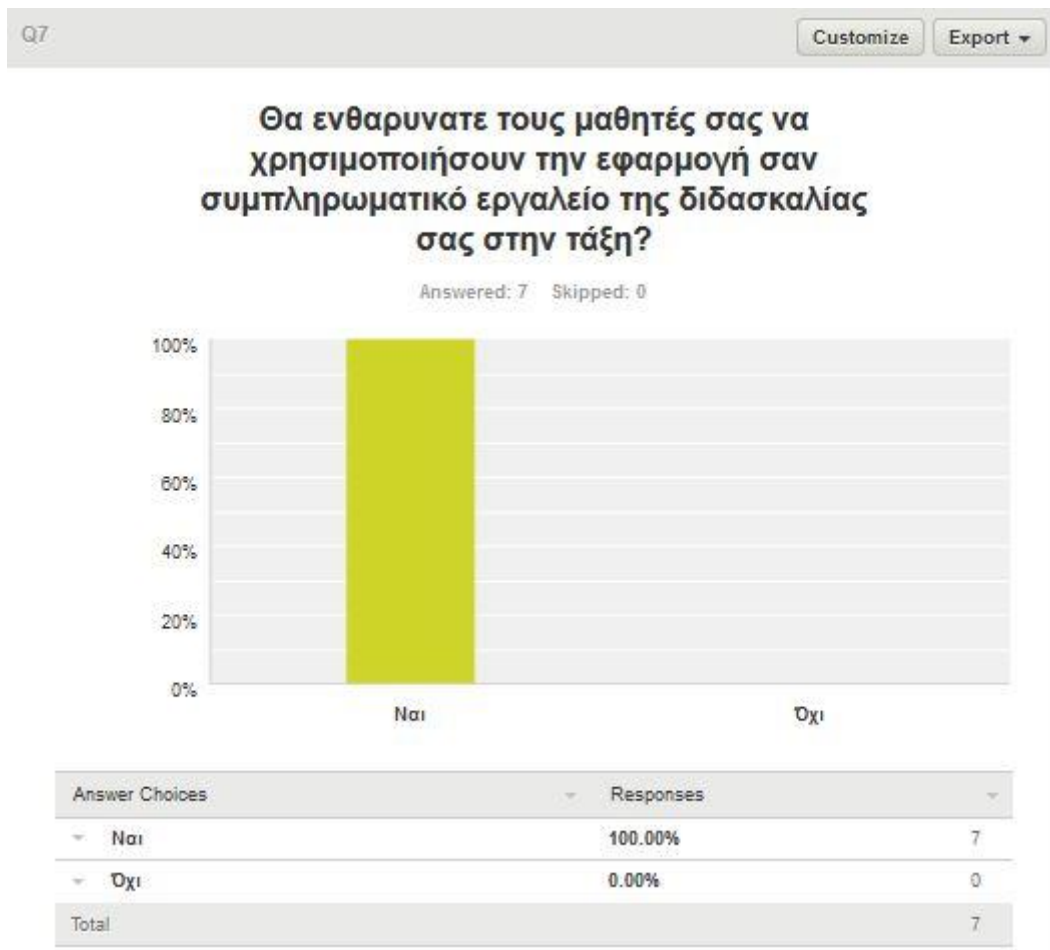 Q7
Customize
Export
Θα ενθαρυνατε τους μαθητές σας να
χρησιμοποιήσουν την εφαρμογή σαν
συμπληρωματικό εργαλείο της διδασκαλίας
σας στην τάξη?
Answered: 7 Skipped: 0
100%
80%
60%
40%
20%
0%
Ναι Όχι
Answer Choices Responses
Ναι 100.00% 7
Όχι 0.00% 0
Total 7